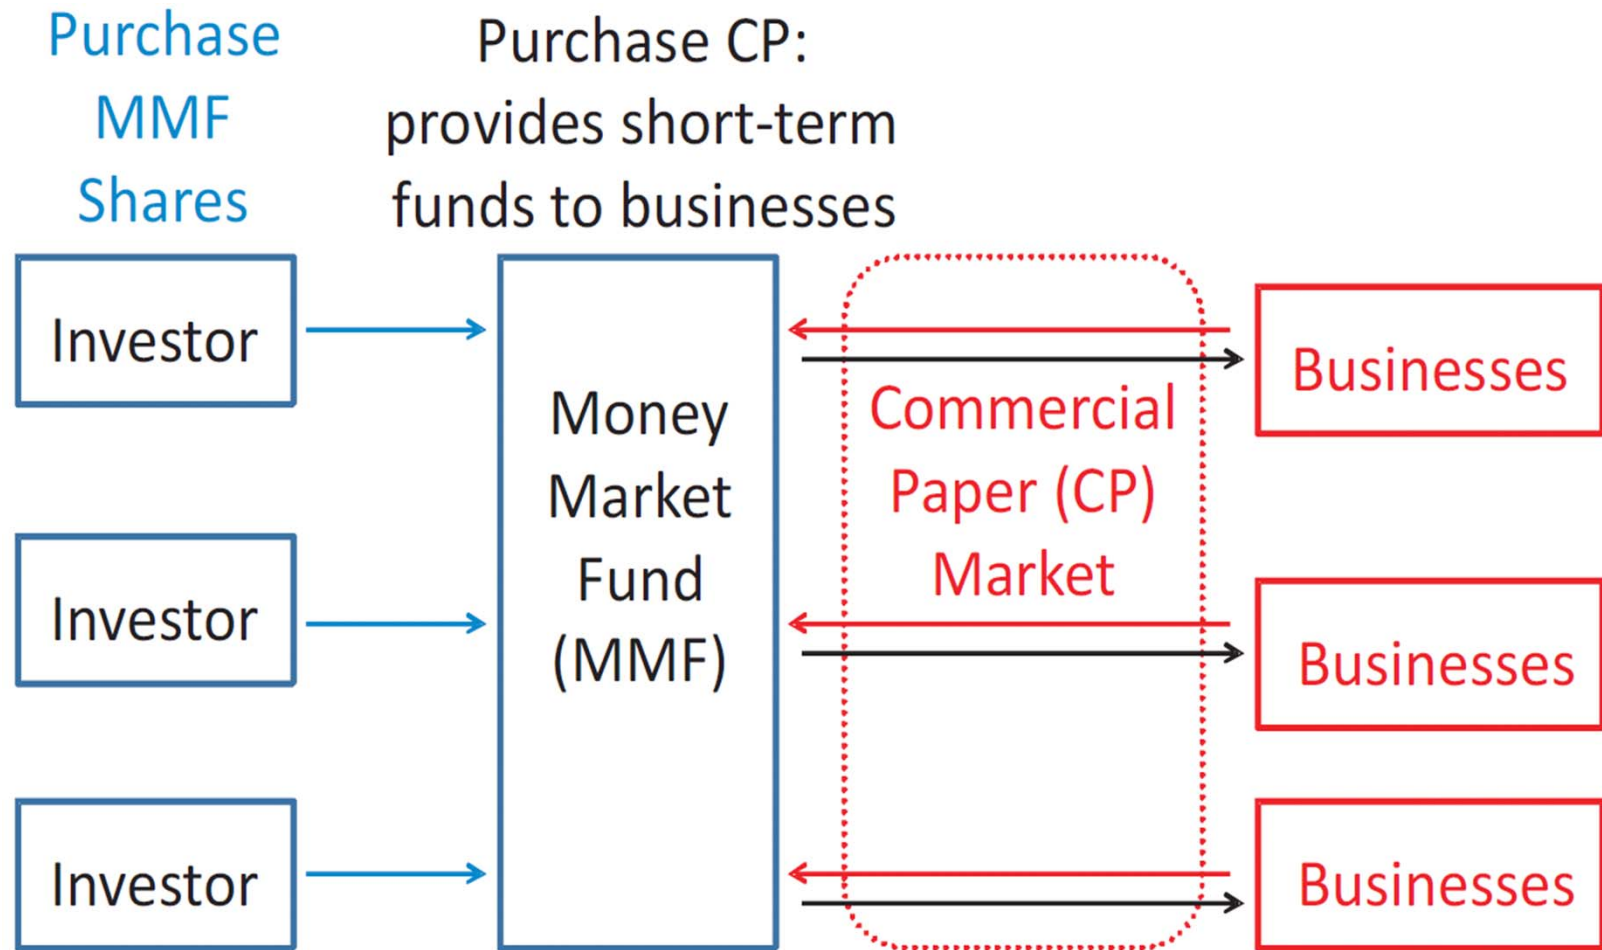 Purchase
MMF
Shares
Purchase CP:
provides short-term
funds to businesses
Investor
Investor
Investor
Money
Market
Fund
(MMF)
Commercial
Paper (CP)
Market
Businesses
Businesses
Businesses